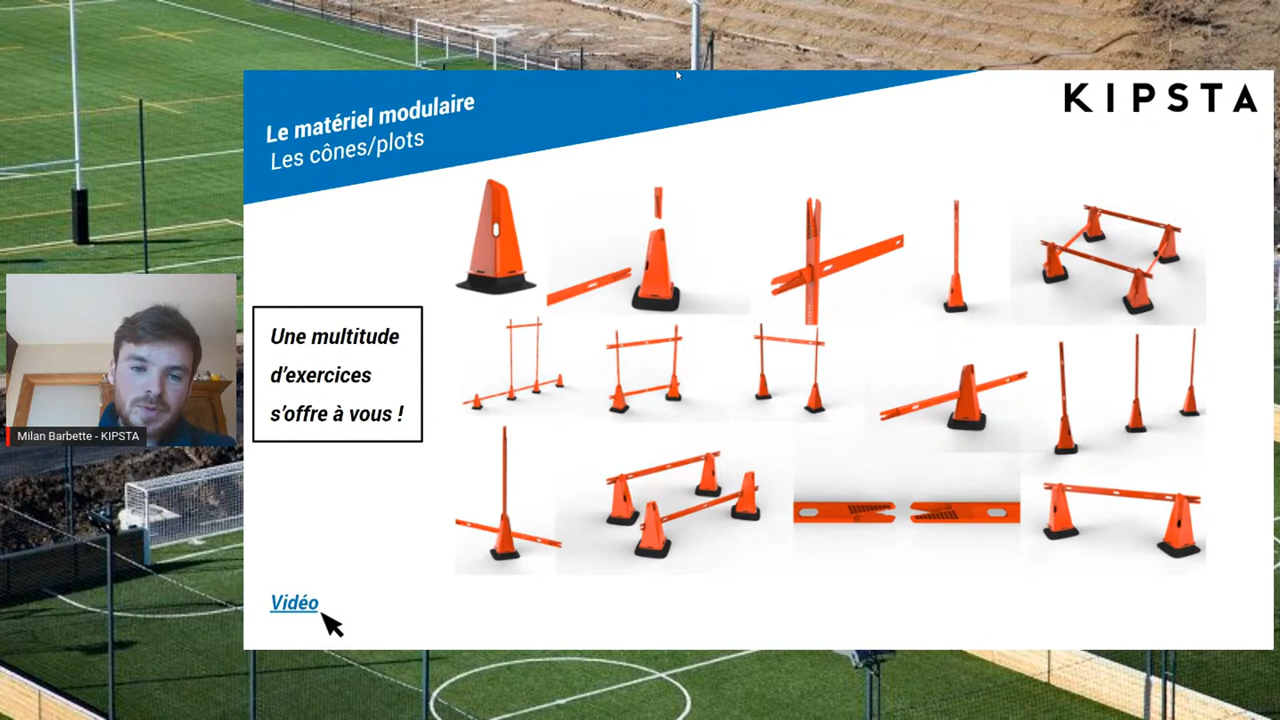 Le matériel modulaire
Les cônes/plots
KIPSTA
Une multitude
d'exercices
s'offre à vous !
Milan Barbette - KIPSTA
Vidéo